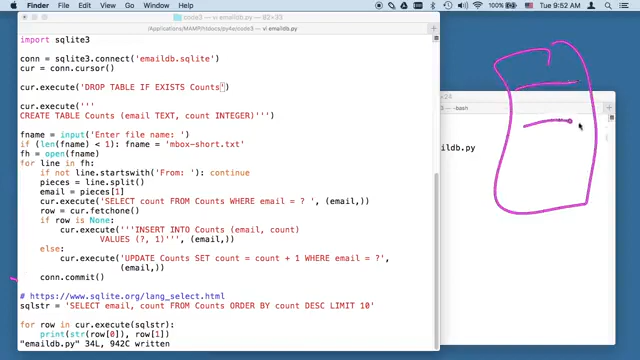 Finder File Edit View Go Window Help
100%
Tue 9:52 AM
code3 — vi emaildb.py — 82×33
/Applications/MAMP/htdocs/py4e/code3 — vi emaildb.py
import sqlite3
conn = sqlite3.connect('emaildb.sqlite')
cur = conn.cursor()
cur.execute('DROP TABLE IF EXISTS Counts')
cur.execute('''
CREATE TABLE Counts (email TEXT, count INTEGER)''')
fname = input('Enter file name: ')
if (len(fname) < 1): fname = 'mbox-short.txt'
fh = open(fname)
for line in fh:
    if not line.startswith('From: '): continue
    pieces = line.split()
    email = pieces[1]
    cur.execute('SELECT count FROM Counts WHERE email = ? ', (email,))
    row = cur.fetchone()
    if row is None:
        cur.execute('''INSERT INTO Counts (email, count)
                VALUES (?, 1)''', (email,))
    else:
        cur.execute('UPDATE Counts SET count = count + 1 WHERE email = ?',
                    (email,))
    conn.commit()
# https://www.sqlite.org/lang_select.html
sqlstr = 'SELECT email, count FROM Counts ORDER BY count DESC LIMIT 10'
for row in cur.execute(sqlstr):
    print(str(row[0]), row[1])
"emaildb.py" 34L, 942C written
×24
-bash
ildb.py